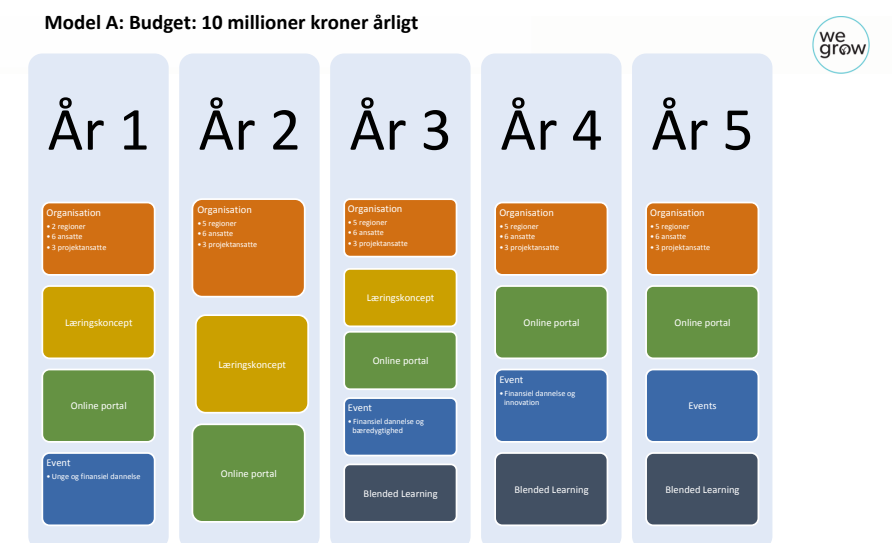 Model A: Budget: 10 millioner kroner årligt
we
grow
År 1
Organisation
• 2 regioner
• 6 ansatte
• 3 projektansatte
Læringskoncept
Online portal
Event
• Unge og finansiel dannelse
År 2
Organisation
• 5 regioner
• 6 ansatte
• 3 projektansatte
Læringskoncept
Online portal
År 3
Organisation
• 5 regioner
• 6 ansatte
• 3 projektansatte
Læringskoncept
Online portal
Event
• Finansiel dannelse og
bæredygtighed
Blended Learning
År 4
Organisation
• 5 regioner
• 6 ansatte
• 3 projektansatte
Online portal
Event
• Finansiel dannelse og
innovation
Blended Learning
År 5
Organisation
• 5 regioner
• 6 ansatte
• 3 projektansatte
Online portal
Events
Blended Learning